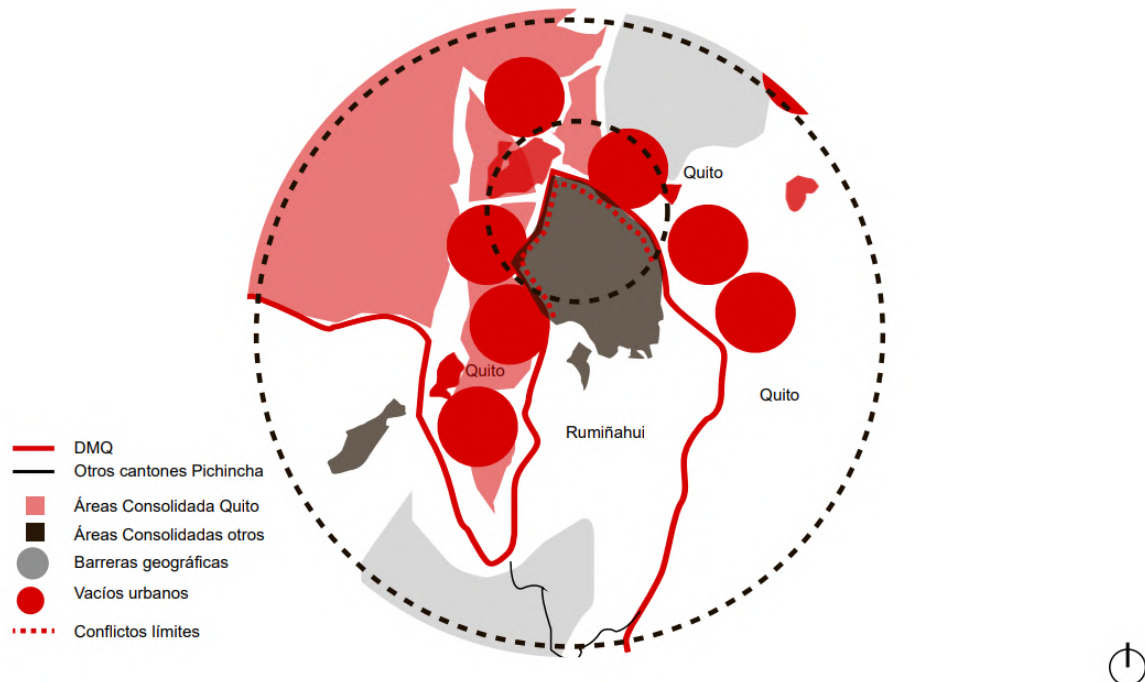 Quito
Quito
Quito
Rumiñahui
DMQ
Otros cantones Pichincha
Áreas Consolidada Quito
Áreas Consolidadas otros
Barreras geográficas
Vacíos urbanos
Conflictos límites